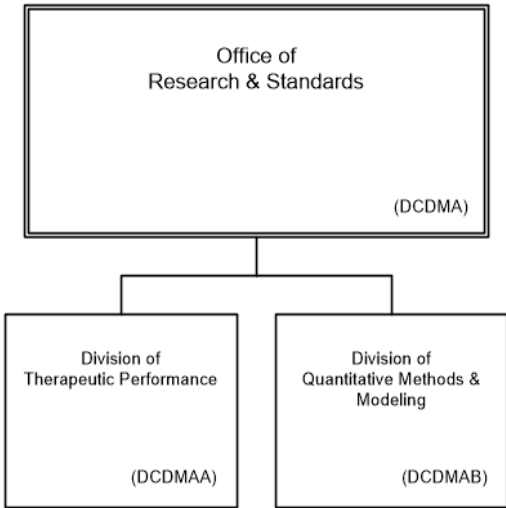 Office of
Research & Standards
(DCDMA)
Division of
Therapeutic Performance
(DCDMAA)
Division of
Quantitative Methods &
Modeling
(DCDMAB)